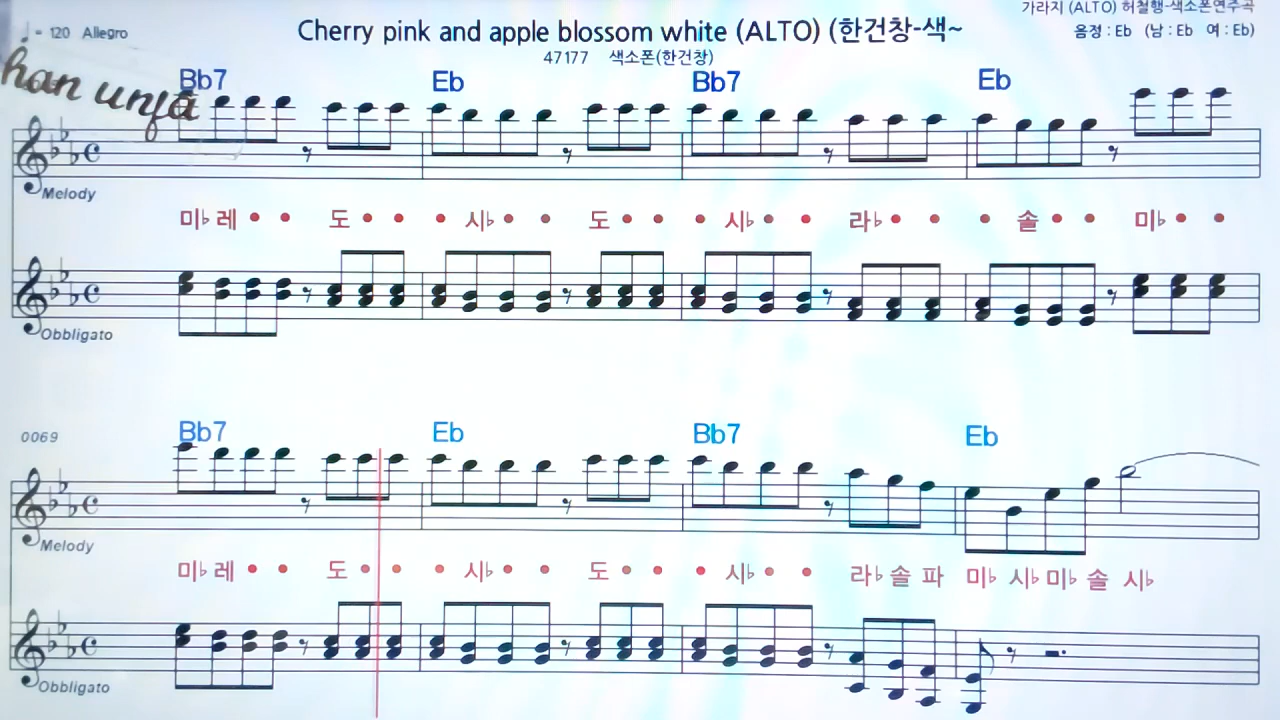 가라지 (ALTO) 허철행-색소폰연주곡
♩ = 120 Allegro
Cherry pink and apple blossom white (ALTO) (한건창-색~
음정 : Eb (남 : Eb 여 : Eb)
47177 색소폰(한건창)
han unja
Bb7 Eb Bb7 Eb
Melody
미♭ 레 • • 도 • • • 시♭ • • 도 • • • 시♭ • • 라♭ • • • 솔 • • 미♭ • •
Obbligato
0069
Bb7 Eb Bb7 Eb
Melody
미♭ 레 • • 도 • • • 시♭ • • 도 • • • 시♭ • • 라♭ 솔 파 미♭ 시♭ 미♭ 솔 시♭
Obbligato